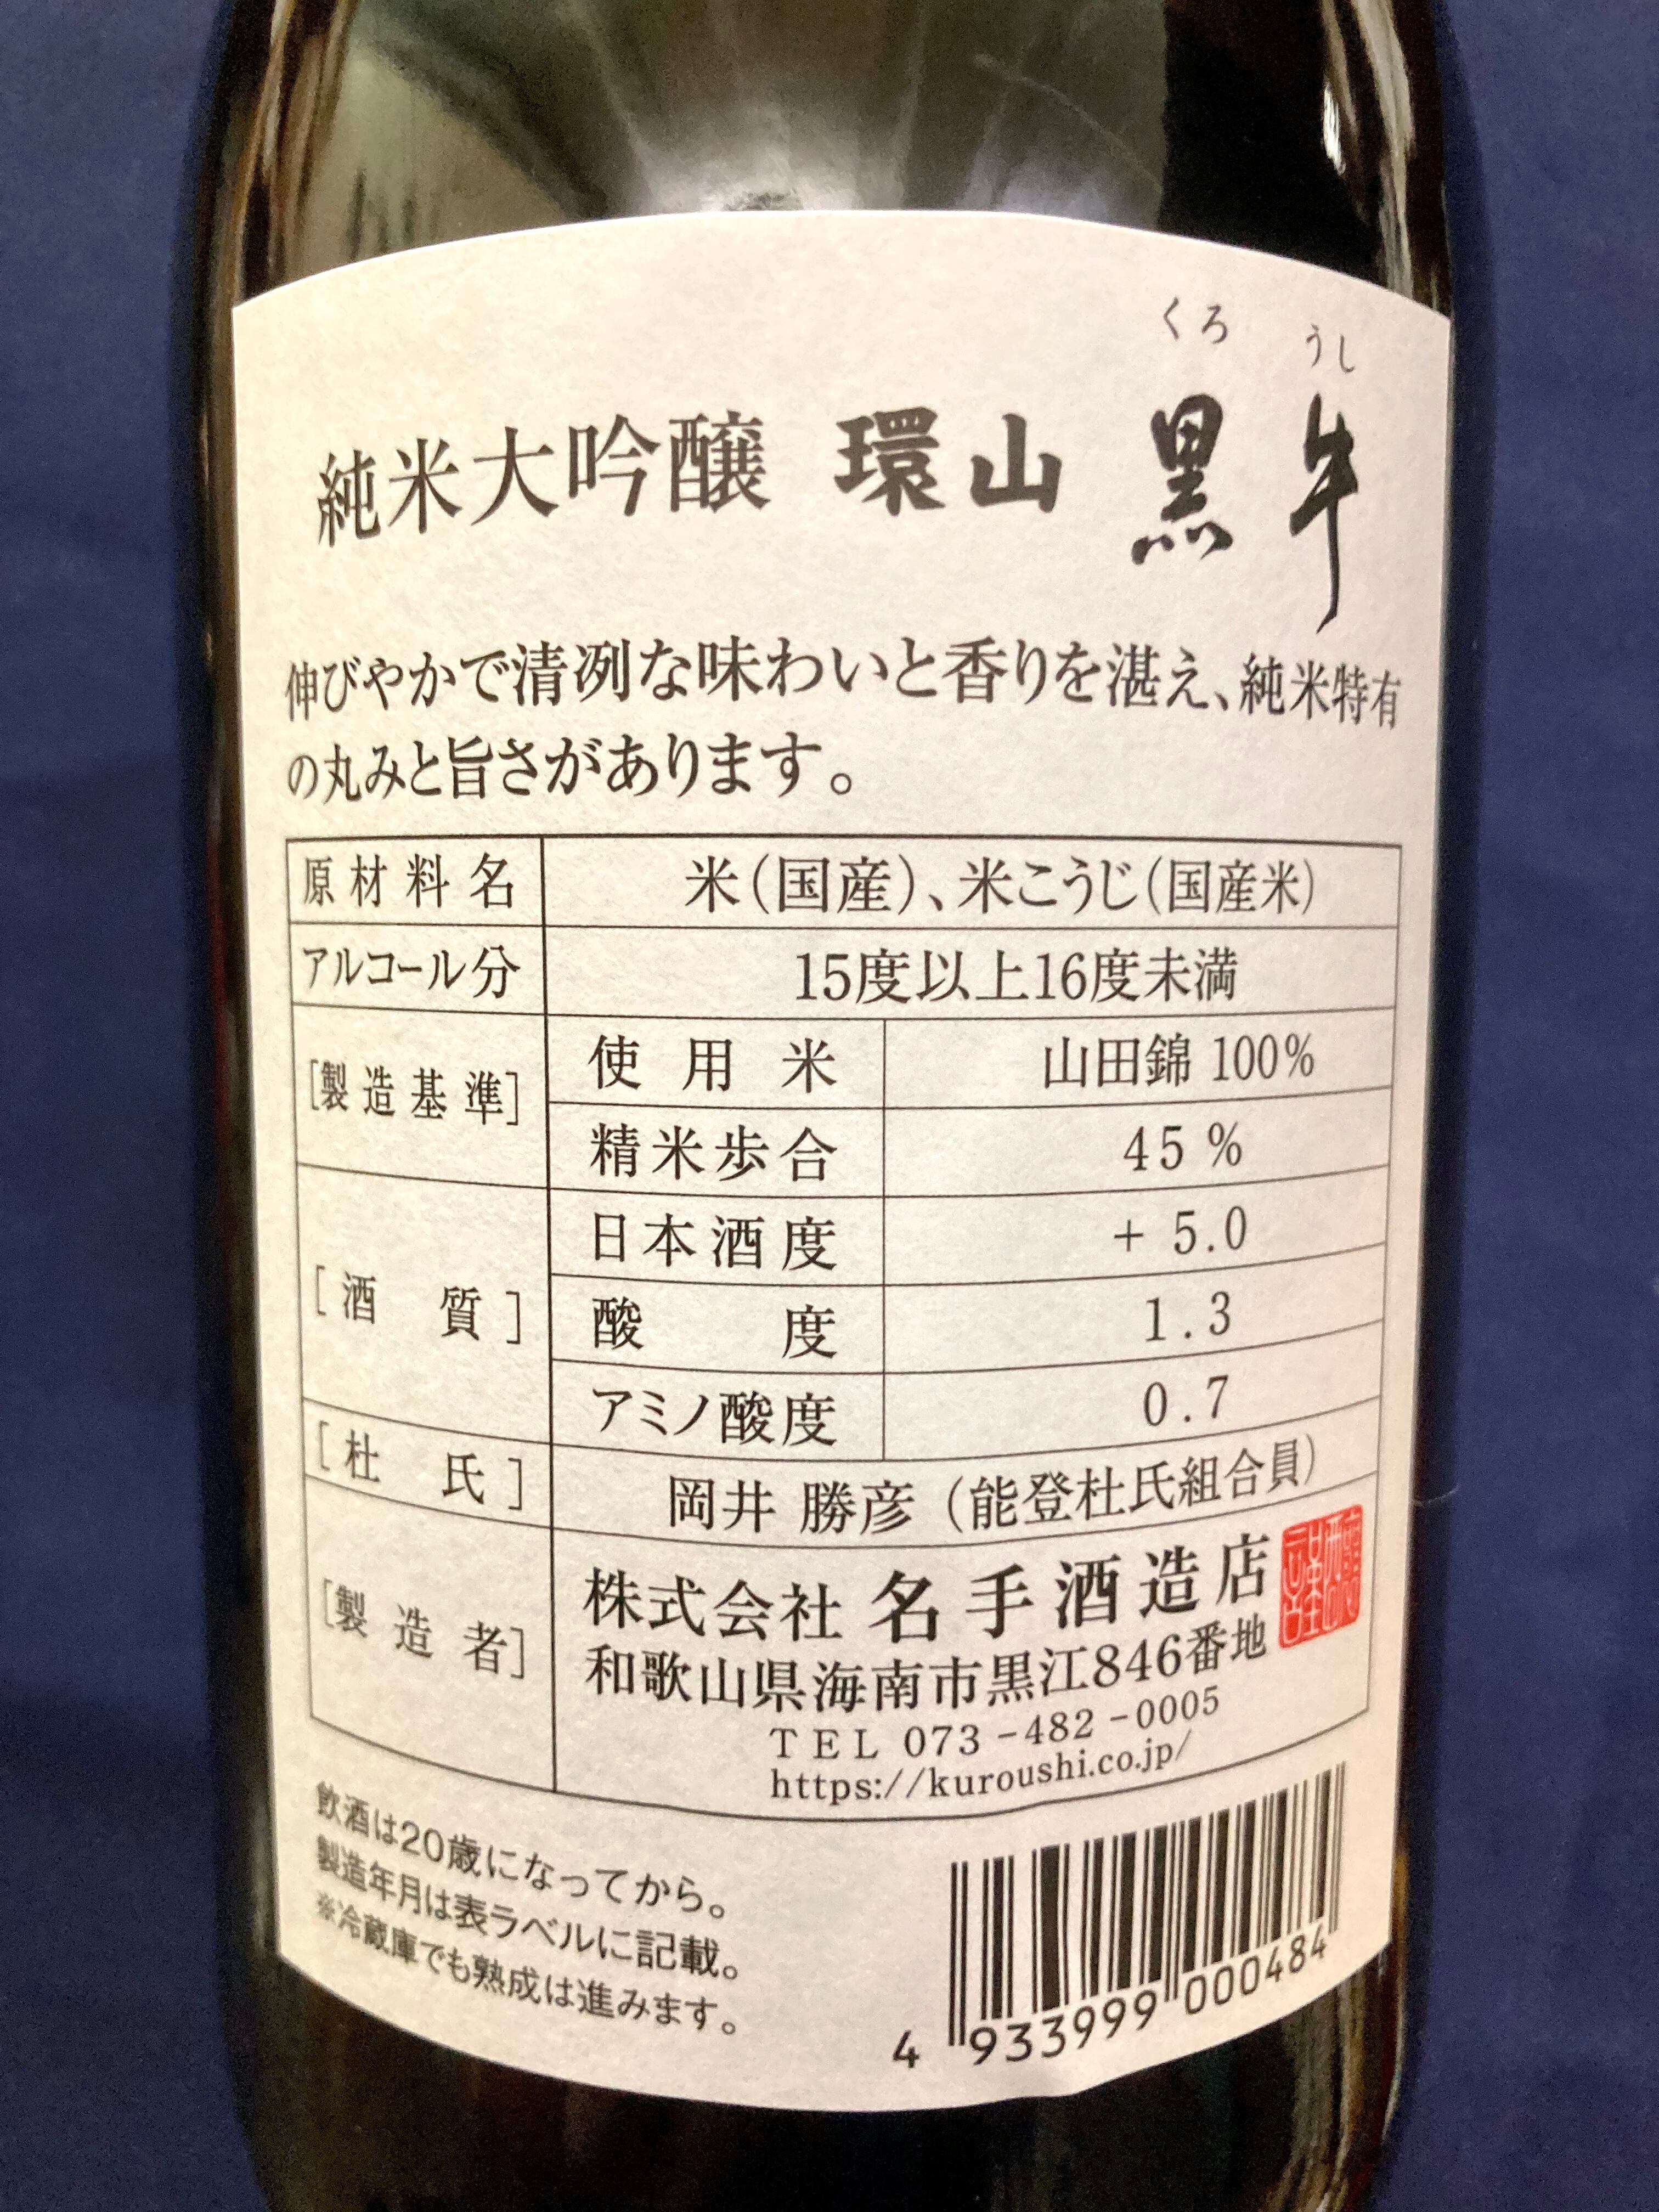 くろ うし
純米大吟醸 環山 黒牛
伸びやかで清冽な味わいと香りを湛え、純米特有
の丸みと旨さがあります。
原材料名 米(国産)、米こうじ(国産米)
アルコール分 15度以上16度未満
[製造基準] 使用米 山田錦 100%
精米歩合 45%
[酒質] 日本酒度 + 5.0
酸度 1.3
アミノ酸度 0.7
[杜氏] 岡井 勝彦 (能登杜氏組合員)
[製造者] 株式会社 名手酒造店
謹醸
和歌山県海南市黒江846番地
TEL 073-482-0005
https://kuroushi.co.jp/
飲酒は20歳になってから。
製造年月は表ラベルに記載。
※冷蔵庫でも熟成は進みます。
4 933999 000484